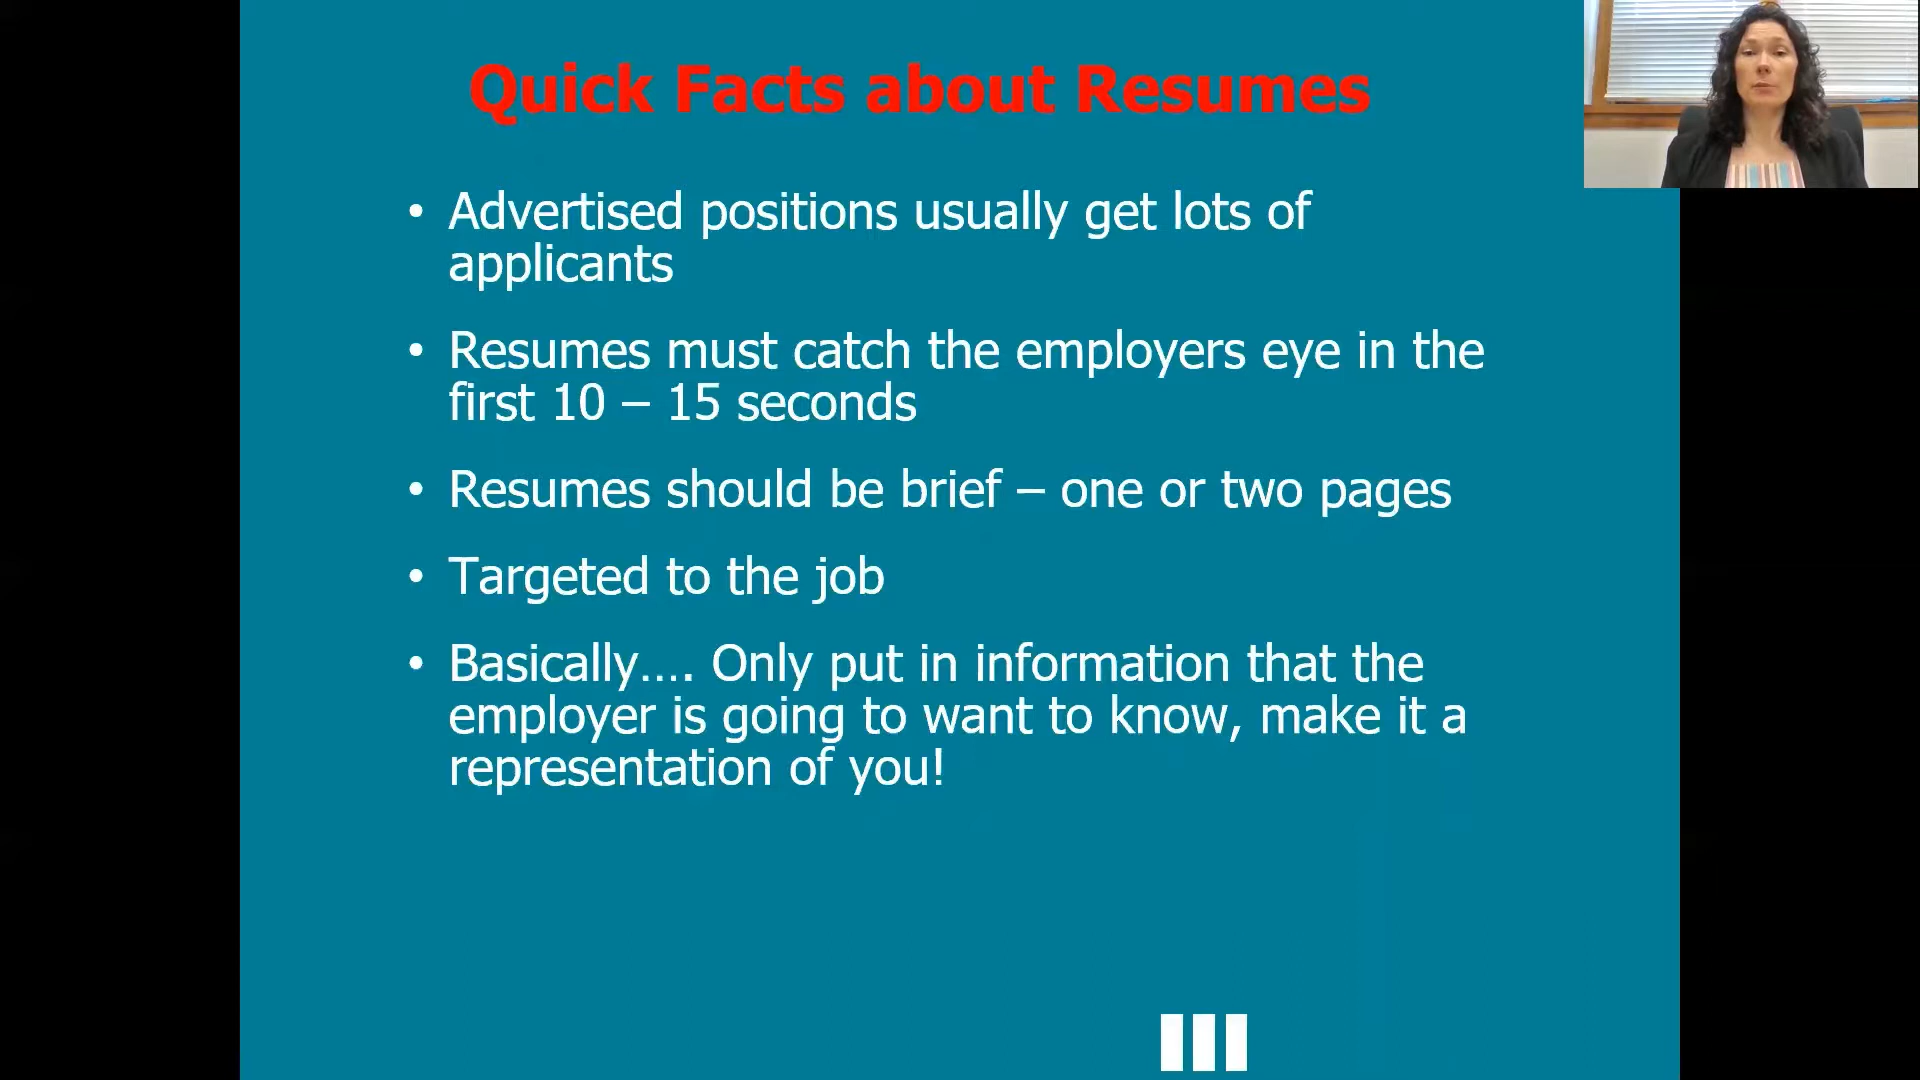 Quick Facts about Resumes
• Advertised positions usually get lots of
applicants
• Resumes must catch the employers eye in the
first 10 – 15 seconds
• Resumes should be brief – one or two pages
• Targeted to the job
• Basically…. Only put in information that the
employer is going to want to know, make it a
representation of you!